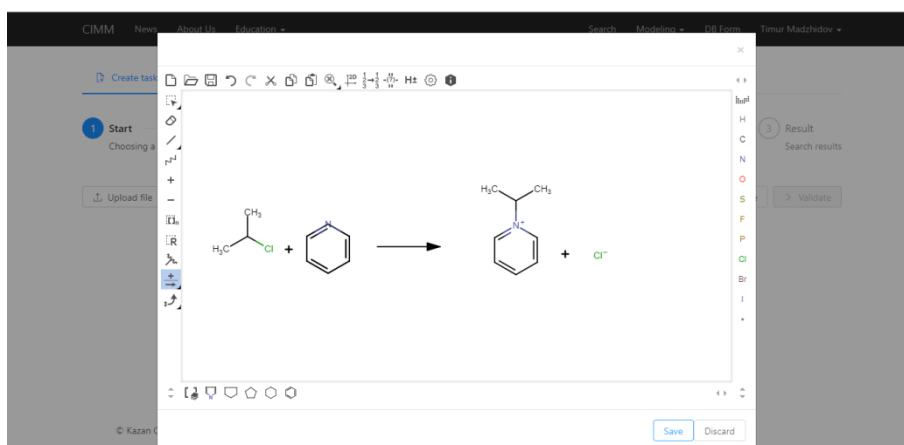 CIMM News About Us Education Search Modeling DB Form Timur Madzhidov
×
Create task
1 Start
Choosing a
3 Result
Search results
Upload file
> Validate
H±
H
C
N
O
S
F
P
Cl
Br
I
*
R
H₃C CH₃
CH₃
H₃C Cl + N → N⁺ + Cl⁻
© Kazan
Save Discard